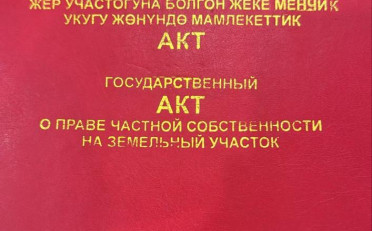 ЖЕР УЧАСТОГУНА БОЛГОН ЖЕКЕ МЕНЧИК
УКУГУ ЖӨНҮНДӨ МАМЛЕКЕТТИК
АКТ
ГОСУДАРСТВЕННЫЙ
АКТ
О ПРАВЕ ЧАСТНОЙ СОБСТВЕННОСТИ
НА ЗЕМЕЛЬНЫЙ УЧАСТОК